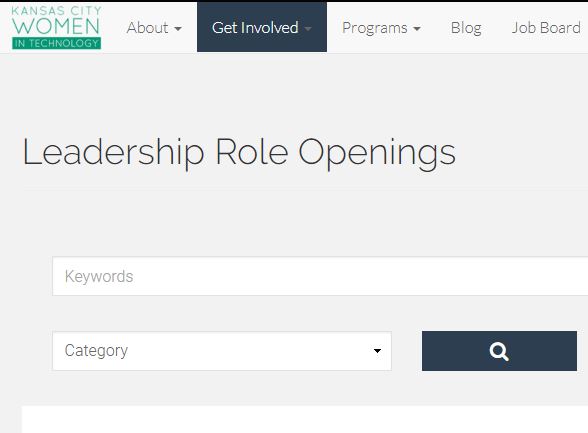 KANSAS CITY
WOMEN
IN TECHNOLOGY
About Get Involved Programs Blog Job Board
Leadership Role Openings
Keywords
Category